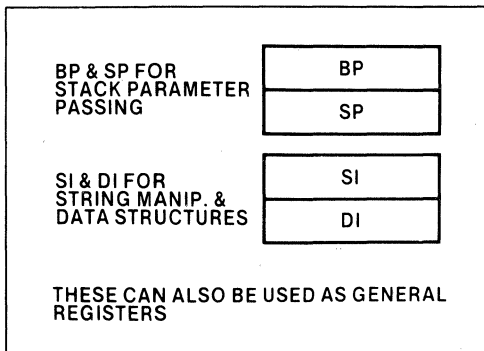 BP & SP FOR
STACK PARAMETER
PASSING
BP
SP
SI & DI FOR
STRING MANIP. &
DATA STRUCTURES
SI
DI
THESE CAN ALSO BE USED AS GENERAL
REGISTERS